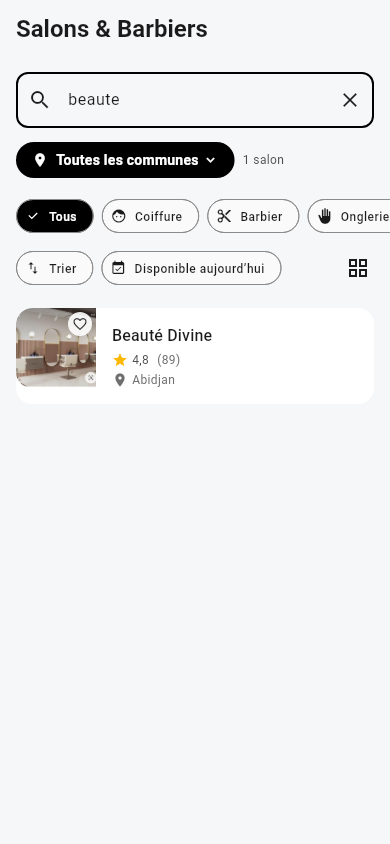 Salons & Barbiers
beaute
Toutes les communes
1 salon
Tous
Coiffure
Barbier
Onglerie
Trier
Disponible aujourd'hui
Beauté Divine
4,8 (89)
Abidjan